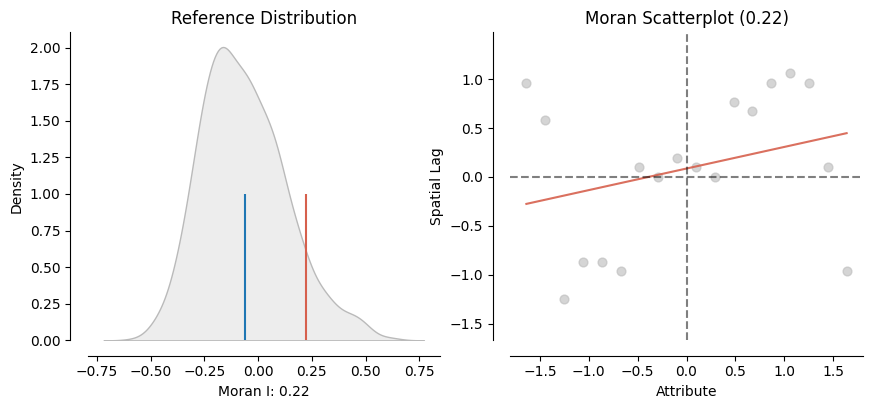 Reference Distribution
2.00
1.75
1.50
1.25
1.00
0.75
0.50
0.25
0.00
Density
−0.75 −0.50 −0.25 0.00 0.25 0.50 0.75
Moran I: 0.22
Moran Scatterplot (0.22)
1.0
0.5
0.0
−0.5
−1.0
−1.5
Spatial Lag
−1.5 −1.0 −0.5 0.0 0.5 1.0 1.5
Attribute